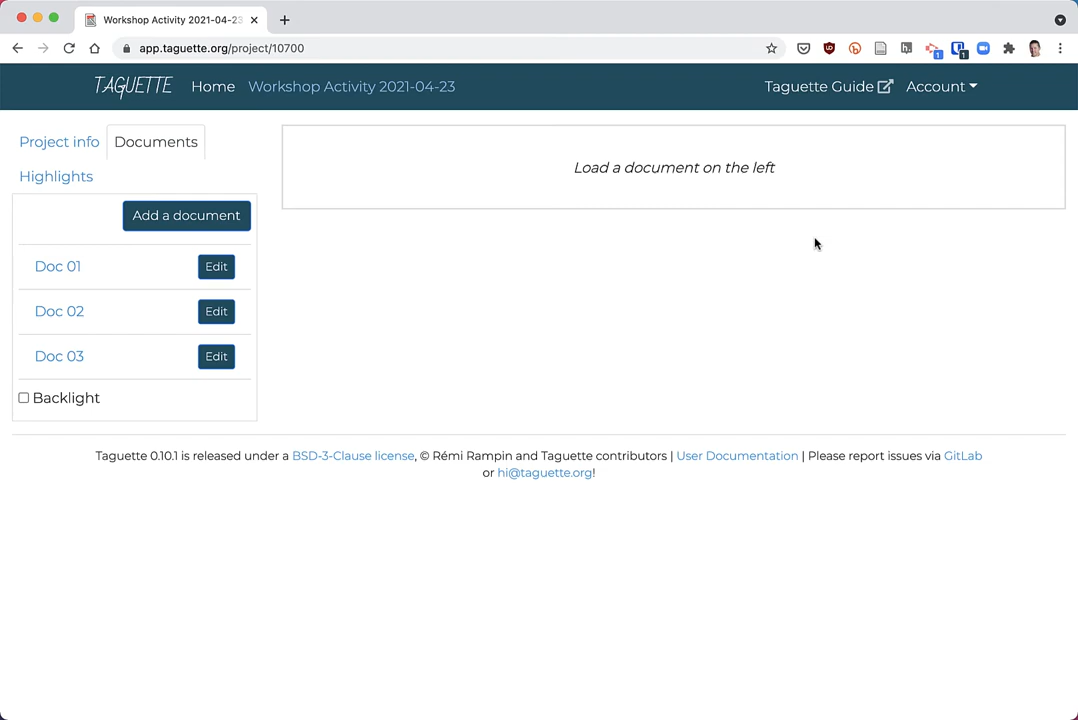 Workshop Activity 2021-04-23
app.taguette.org/project/10700
TAGUETTE Home Workshop Activity 2021-04-23 Taguette Guide Account
Project info Documents
Highlights
Add a document
Doc 01 Edit
Doc 02 Edit
Doc 03 Edit
Backlight
Load a document on the left
Taguette 0.10.1 is released under a BSD-3-Clause license, © Rémi Rampin and Taguette contributors | User Documentation | Please report issues via GitLab
or hi@taguette.org!